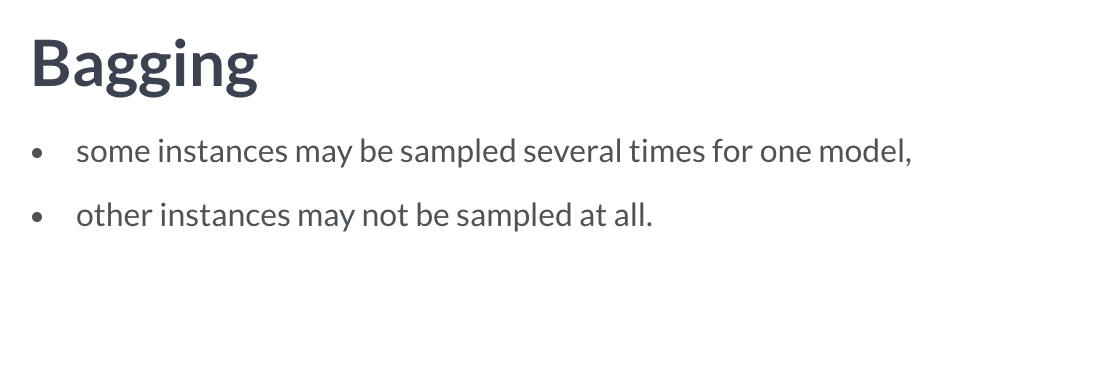 Bagging
• some instances may be sampled several times for one model,
• other instances may not be sampled at all.